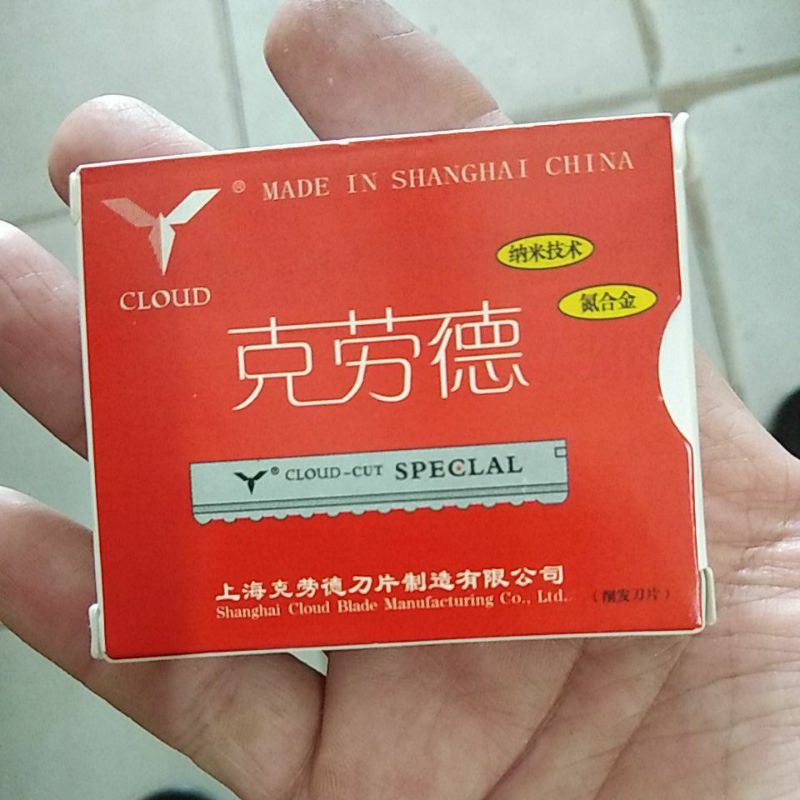 ® MADE IN SHANGHAI CHINA
CLOUD
纳米技术
氮合金
克劳德
® CLOUD-CUT SPECLAL
上海克劳德刀片制造有限公司
Shanghai Cloud Blade Manufacturing Co., Ltd.
(削发刀片)